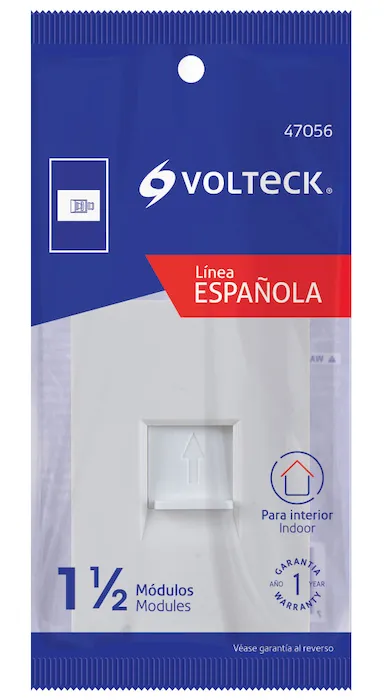 47056
VOLTECK®
Línea
ESPAÑOLA
Para interior
Indoor
1 ½
Módulos
Modules
GARANTÍA
AÑO 1 YEAR
WARRANTY
Véase garantía al reverso